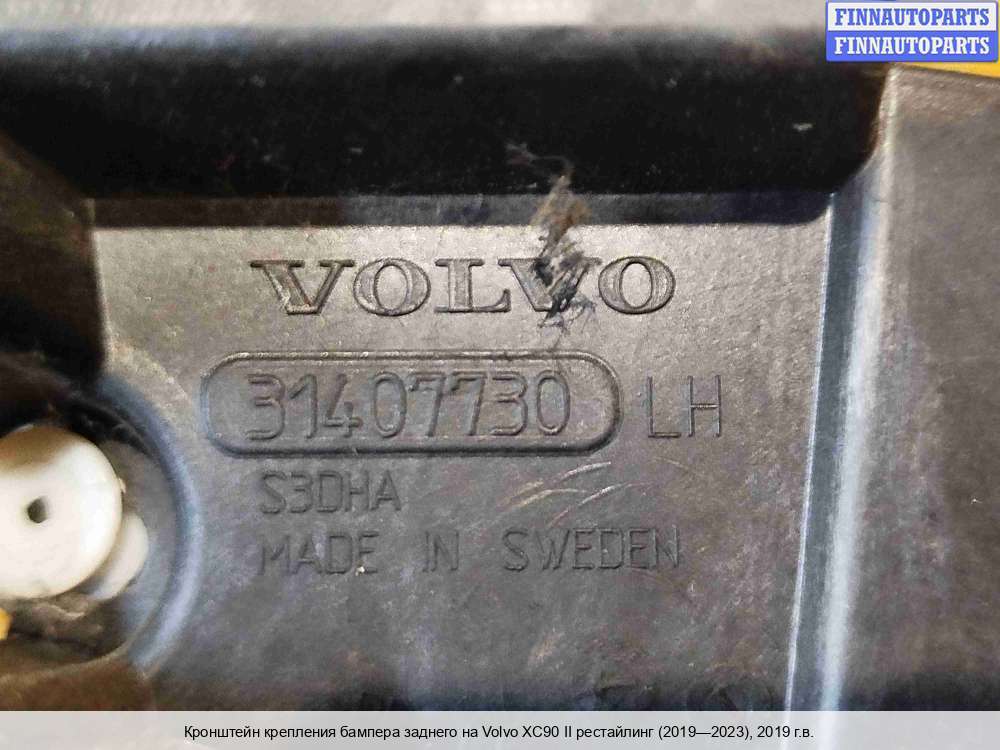 FINNAUTOPARTS
FINNAUTOPARTS
VOLVO
31407730 LH
S3DHA
MADE IN SWEDEN
Кронштейн крепления бампера заднего на Volvo XC90 II рестайлинг (2019—2023), 2019 г.в.